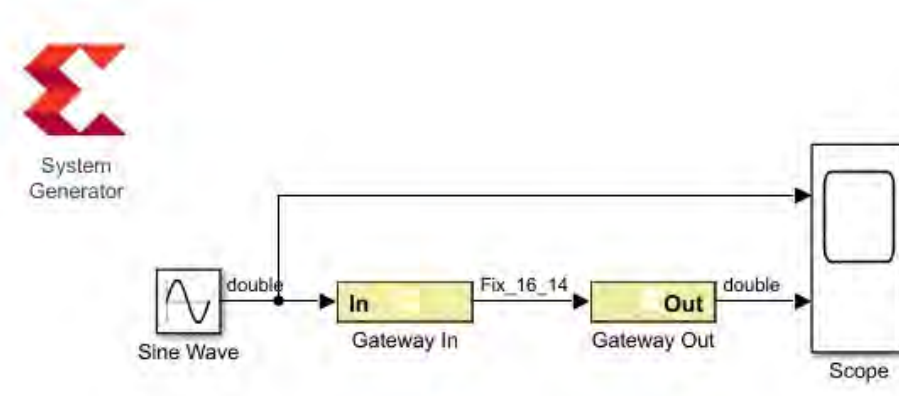 System
Generator
double
In
Fix_16_14
Out
double
Sine Wave
Gateway In
Gateway Out
Scope